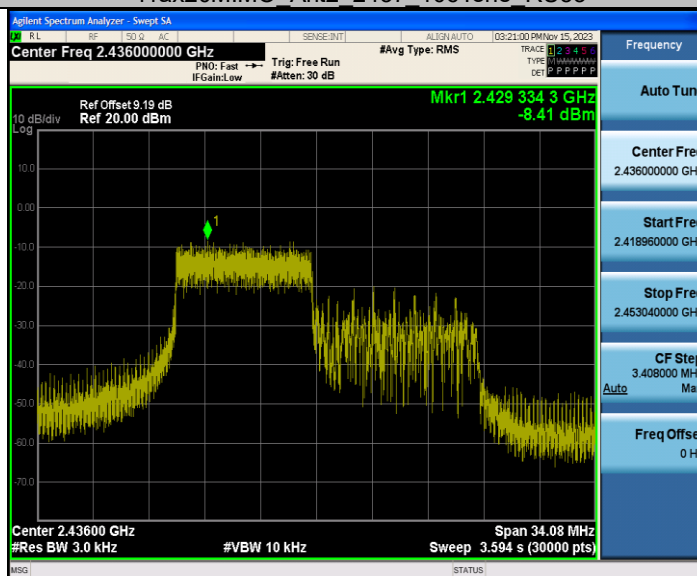 Agilent Spectrum Analyzer - Swept SA
RL RF 50 Ω AC SENSE:INT ALIGN AUTO 03:21:00 PM Nov 15, 2023
Center Freq 2.436000000 GHz
#Avg Type: RMS
TRACE 1 2 3 4 5 6
PNO: Fast
Trig: Free Run
TYPE M
IFGain:Low
#Atten: 30 dB
DET P P P P P P
Frequency
Mkr1 2.429 334 3 GHz
Ref Offset 9.19 dB
10 dB/div Ref 20.00 dBm
-8.41 dBm
Log
10.0
0.00
-10.0
-20.0
-30.0
-40.0
-50.0
-60.0
-70.0
1
Center 2.43600 GHz
Span 34.08 MHz
#Res BW 3.0 kHz
#VBW 10 kHz
Sweep 3.594 s (30000 pts)
Auto Tun
Center Fre
2.436000000 GH
Start Fre
2.418960000 GH
Stop Fre
2.453040000 GH
CF Ste
3.408000 MH
Auto Ma
Freq Offse
0 H
MSG STATUS